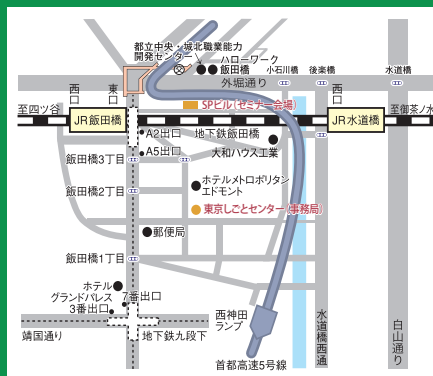 都立中央・城北職業能力
開発センター
ハローワーク
飯田橋
小石川橋
後楽橋
水道橋
外堀通り
西口
東口
西口
SPビル(セミナー会場)
至四ツ谷
JR飯田橋
JR水道橋
至御茶ノ水
A2出口
地下鉄飯田橋
A5出口
大和ハウス工業
飯田橋3丁目
飯田橋2丁目
ホテルメトロポリタン
エドモント
東京しごとセンター(事務局)
郵便局
飯田橋1丁目
ホテル
グランドパレス
7番出口
3番出口
西神田
ランプ
水道橋西通り
白山通り
靖国通り
地下鉄九段下
首都高速5号線